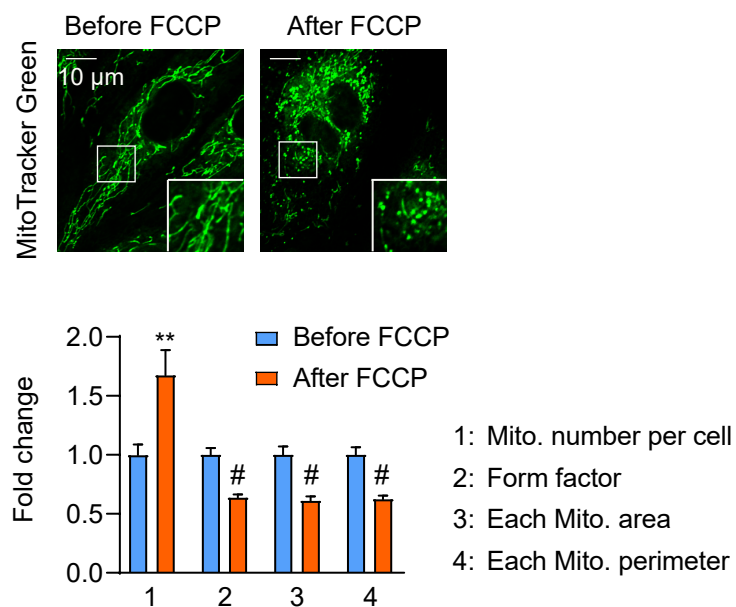 Before FCCP
After FCCP
10 μm
MitoTracker Green
2.0
1.5
1.0
0.5
0.0
Fold change
**
#
#
#
Before FCCP
After FCCP
1
2
3
4
1: Mito. number per cell
2: Form factor
3: Each Mito. area
4: Each Mito. perimeter